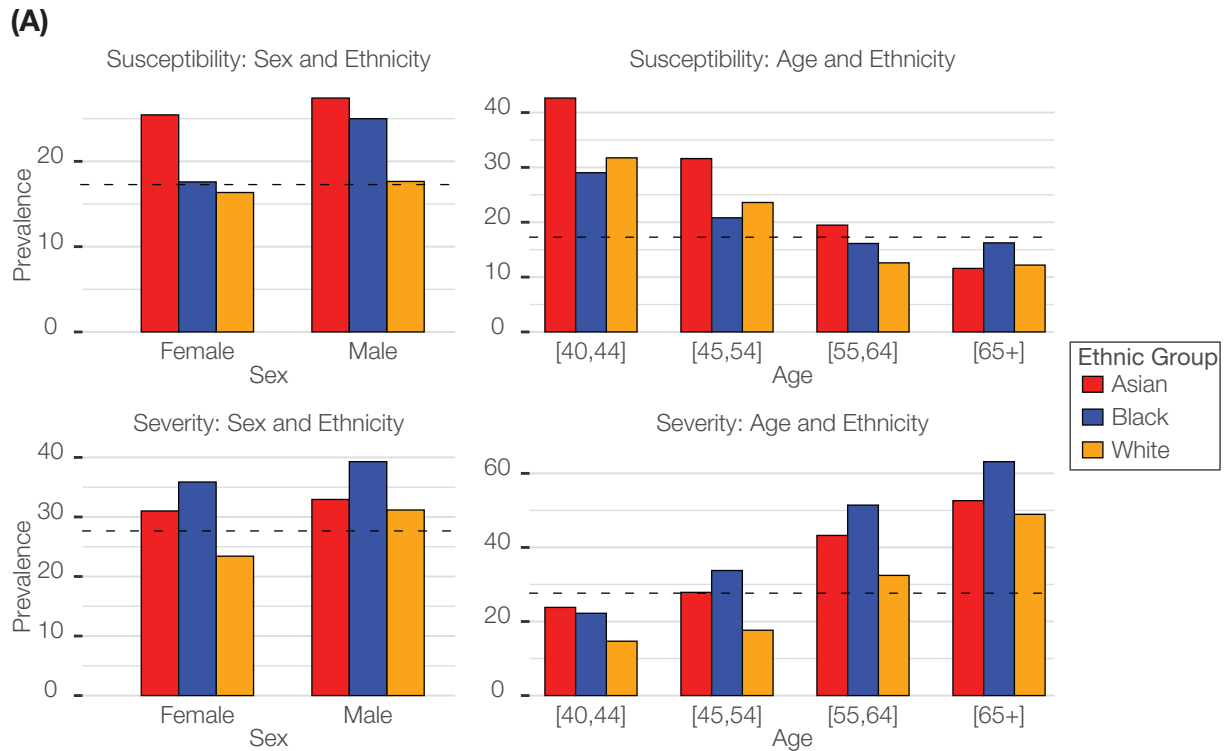 (A)
Susceptibility: Sex and Ethnicity
Prevalence
20
10
0
Female Male
Sex
Susceptibility: Age and Ethnicity
40
30
20
10
0
[40,44] [45,54] [55,64] [65+]
Age
Ethnic Group
Asian
Black
White
Severity: Sex and Ethnicity
Prevalence
40
30
20
10
0
Female Male
Sex
Severity: Age and Ethnicity
60
40
20
0
[40,44] [45,54] [55,64] [65+]
Age